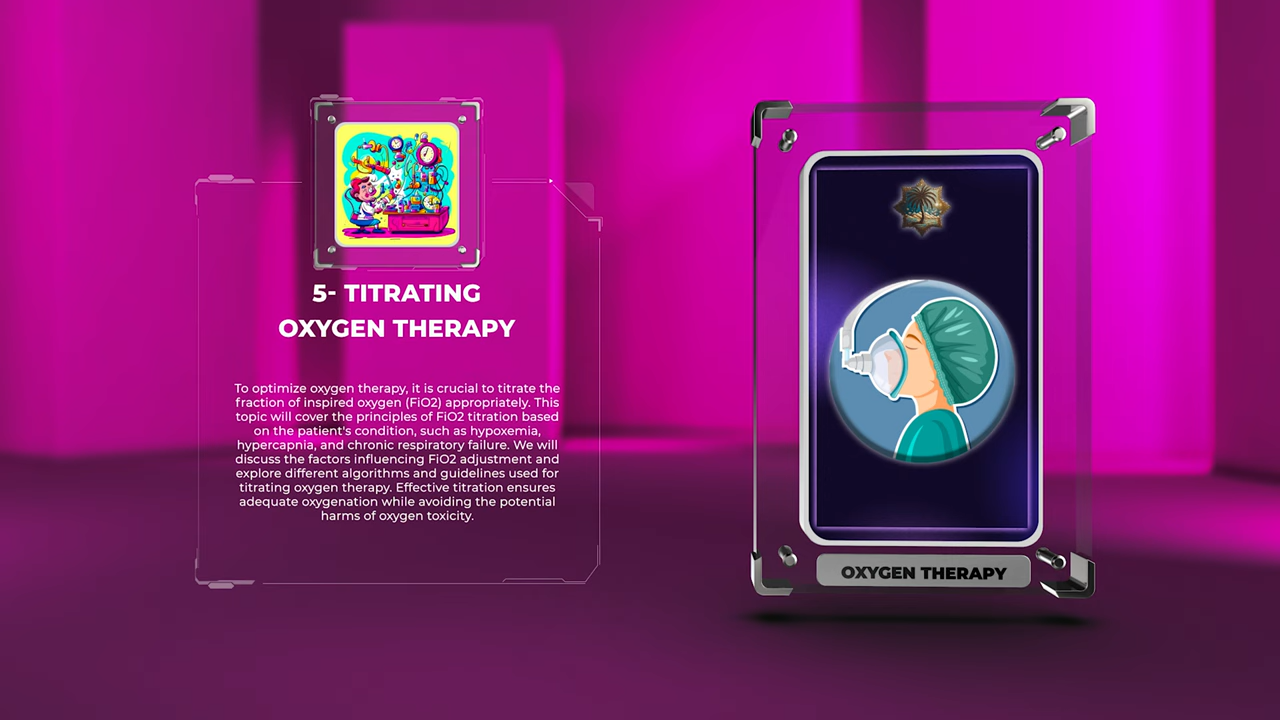 5- TITRATING
OXYGEN THERAPY
To optimize oxygen therapy, it is crucial to titrate the
fraction of inspired oxygen (FiO2) appropriately. This
topic will cover the principles of FiO2 titration based
on the patient's condition, such as hypoxemia,
hypercapnia, and chronic respiratory failure. We will
discuss the factors influencing FiO2 adjustment and
explore different algorithms and guidelines used for
titrating oxygen therapy. Effective titration ensures
adequate oxygenation while avoiding the potential
harms of oxygen toxicity.
OXYGEN THERAPY